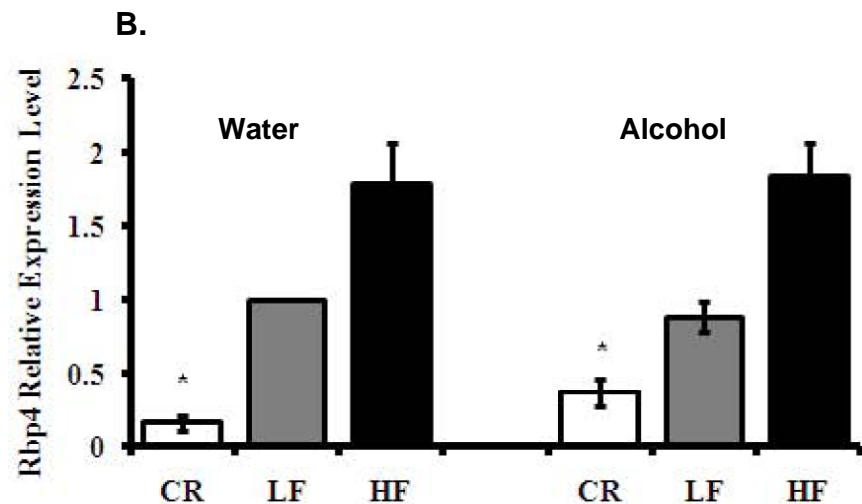 B.
Rbp4 Relative Expression Level
2.5
2
1.5
1
0.5
0
Water
Alcohol
*
*
CR LF HF CR LF HF